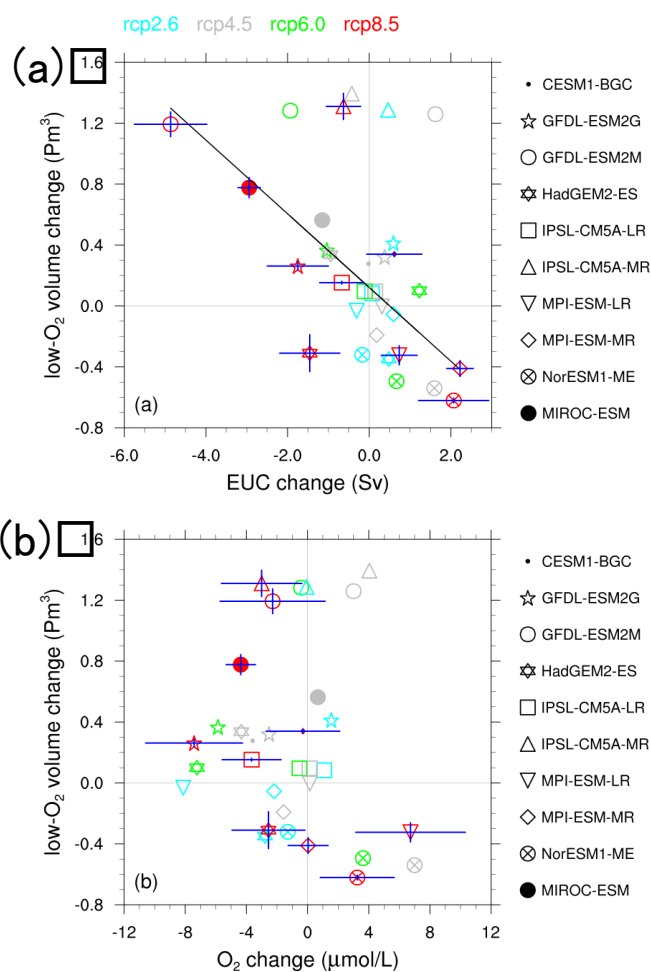 rcp2.6 rcp4.5 rcp6.0 rcp8.5
(a)
1.6
1.2
0.8
0.4
0.0
-0.4
-0.8
low-O₂ volume change (Pm³)
(a)
-6.0 -4.0 -2.0 0.0 2.0
EUC change (Sv)
CESM1-BGC
GFDL-ESM2G
GFDL-ESM2M
HadGEM2-ES
IPSL-CM5A-LR
IPSL-CM5A-MR
MPI-ESM-LR
MPI-ESM-MR
NorESM1-ME
MIROC-ESM
(b)
1.6
1.2
0.8
0.4
0.0
-0.4
-0.8
low-O₂ volume change (Pm³)
(b)
-12 -8 -4 0 4 8 12
O₂ change (μmol/L)
CESM1-BGC
GFDL-ESM2G
GFDL-ESM2M
HadGEM2-ES
IPSL-CM5A-LR
IPSL-CM5A-MR
MPI-ESM-LR
MPI-ESM-MR
NorESM1-ME
MIROC-ESM